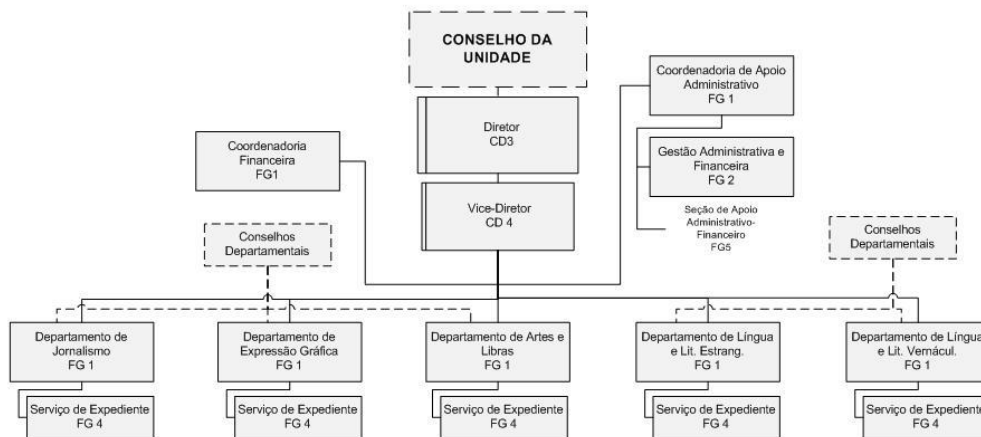 CONSELHO DA
UNIDADE
Coordenadoria de Apoio
Administrativo
FG 1
Diretor
CD3
Coordenadoria
Financeira
FG1
Gestão Administrativa e
Financeira
FG 2
Vice-Diretor
CD 4
Seção de Apoio
Administrativo-
Financeiro
FG5
Conselhos
Departamentais
Conselhos
Departamentais
Departamento de
Jornalismo
FG 1
Departamento de
Expressão Gráfica
FG 1
Departamento de Artes e
Libras
FG 1
Departamento de Língua
e Lit. Estrang.
FG 1
Departamento de Língua
e Lit. Vernácul.
FG 1
Serviço de Expediente
FG 4
Serviço de Expediente
FG 4
Serviço de Expediente
FG 4
Serviço de Expediente
FG 4
Serviço de Expediente
FG 4